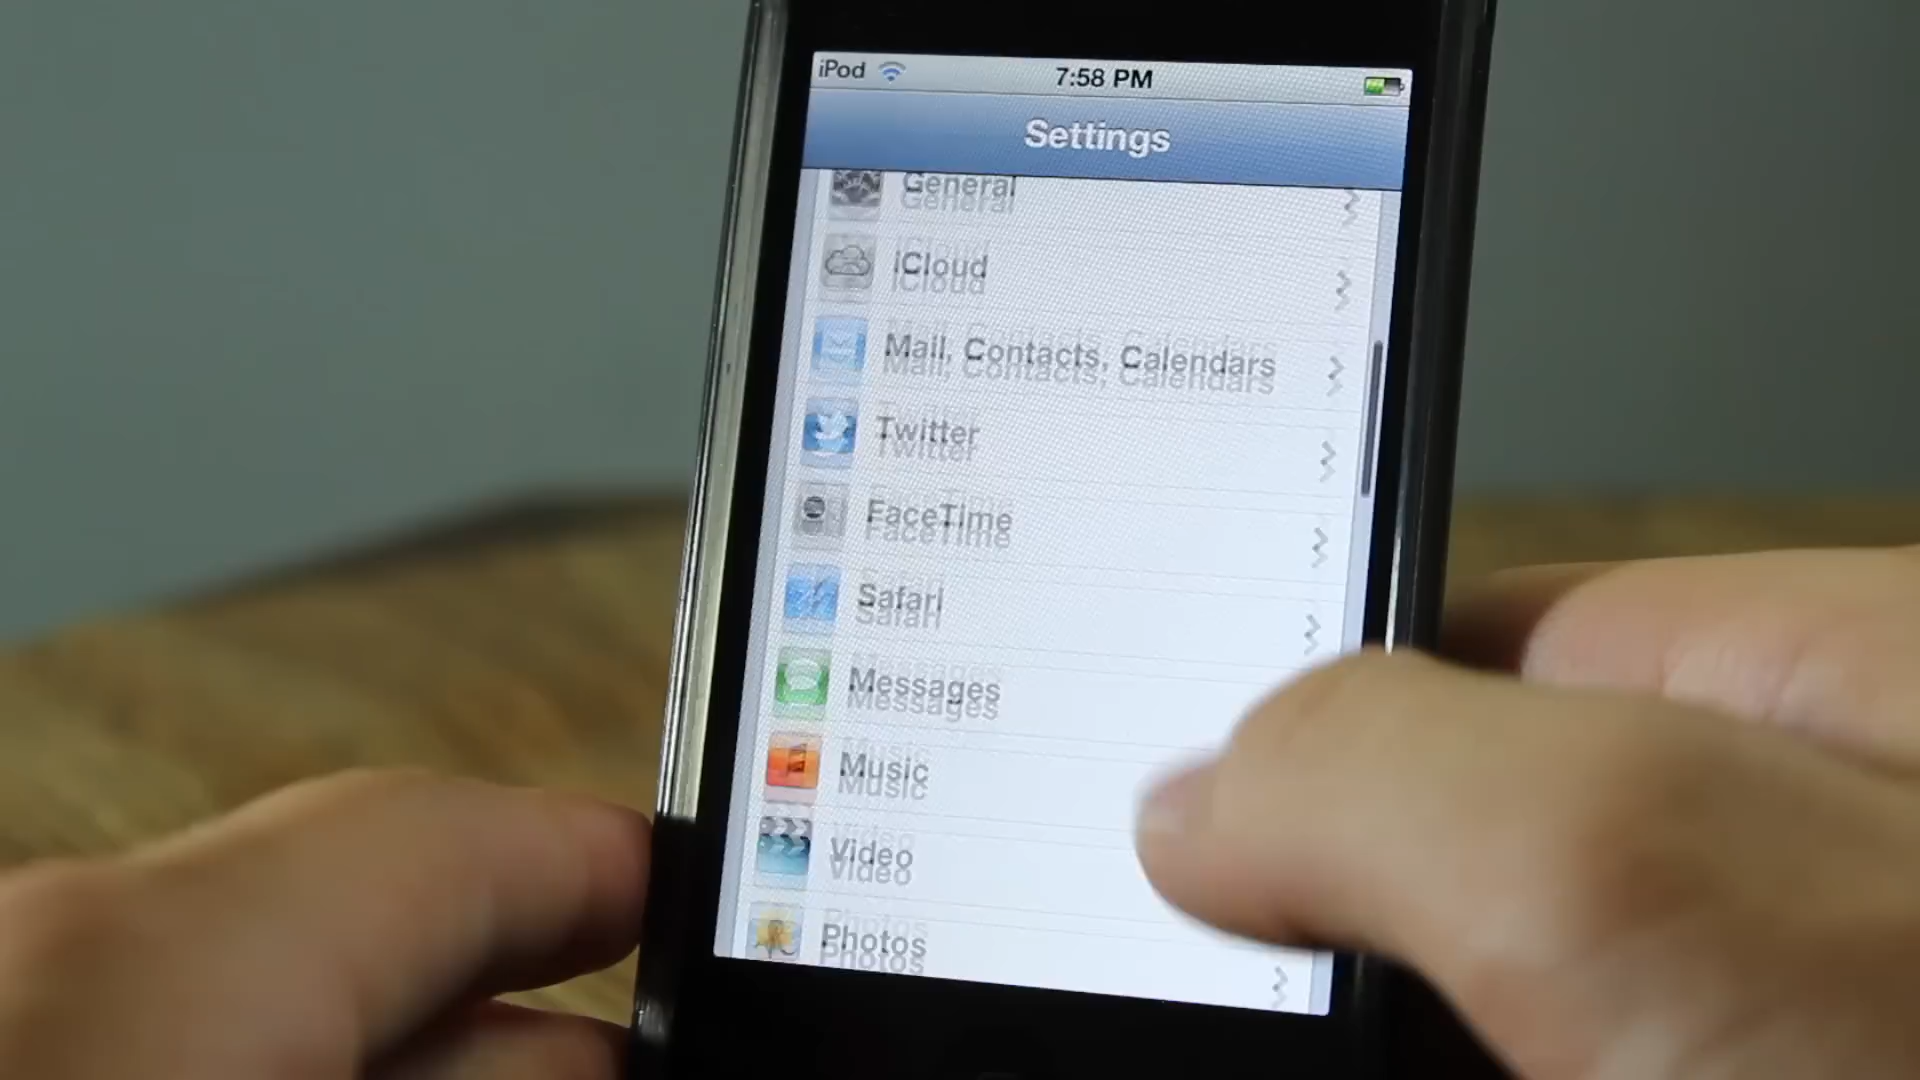 iPod 7:58 PM
Settings
General
iCloud
Mail, Contacts, Calendars
Twitter
FaceTime
Safari
Messages
Music
Video
Photos